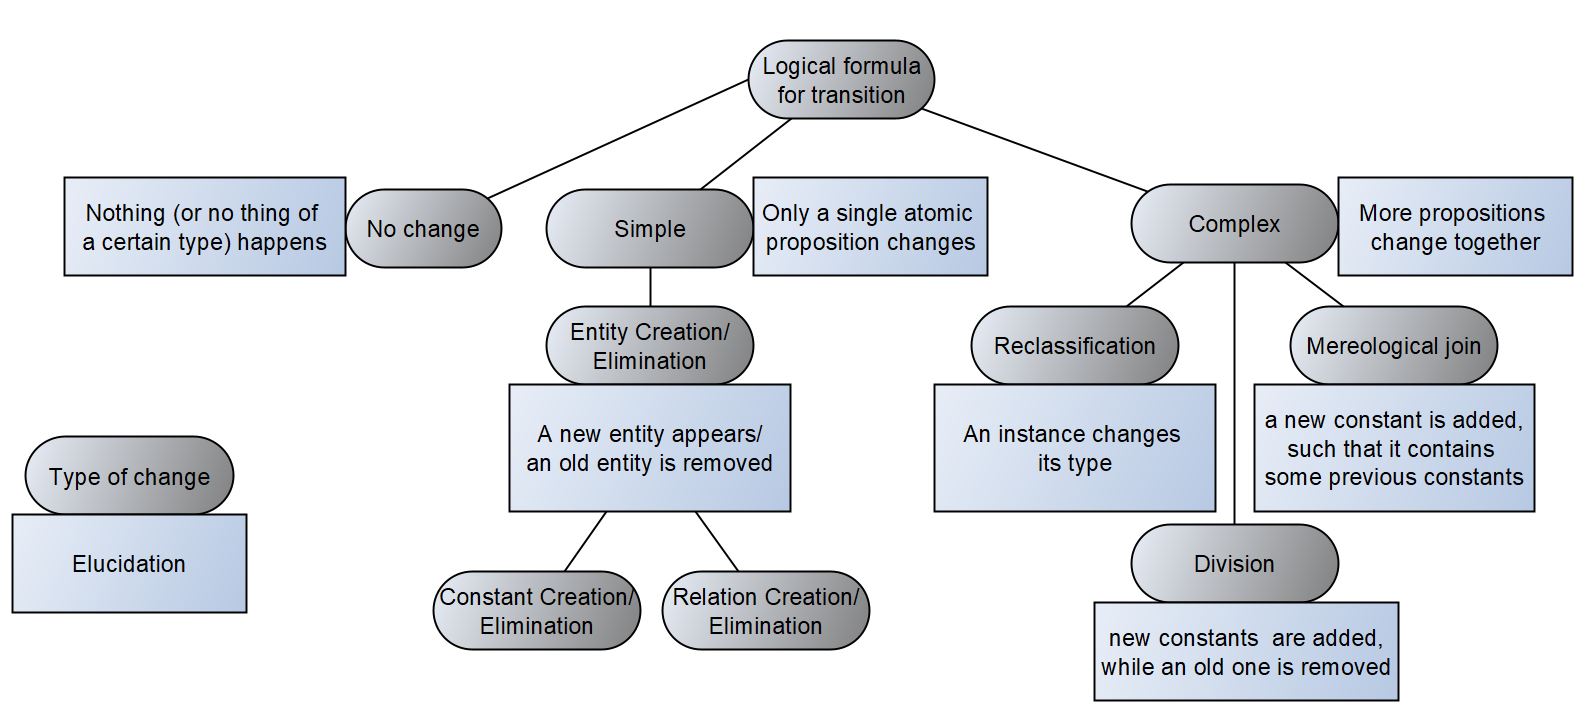 Logical formula
for transition
Nothing (or no thing of
a certain type) happens
No change
Simple
Only a single atomic
proposition changes
Complex
More propositions
change together
Entity Creation/
Elimination
A new entity appears/
an old entity is removed
Constant Creation/
Elimination
Relation Creation/
Elimination
Reclassification
An instance changes
its type
Mereological join
a new constant is added,
such that it contains
some previous constants
Division
new constants are added,
while an old one is removed
Type of change
Elucidation